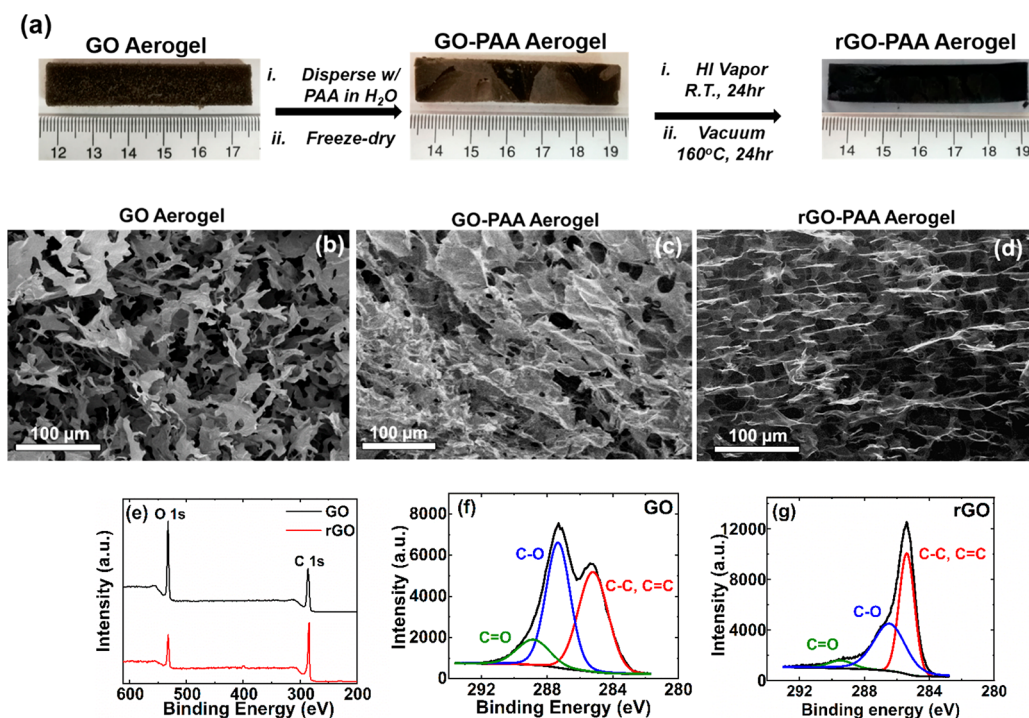 (a)
GO Aerogel
GO-PAA Aerogel
rGO-PAA Aerogel
i. Disperse w/
PAA in H₂O
ii. Freeze-dry
i. HI Vapor
R.T., 24hr
ii. Vacuum
160°C, 24hr
12 13 14 15 16 17
14 15 16 17 18 19
14 15 16 17 18 19
GO Aerogel
GO-PAA Aerogel
rGO-PAA Aerogel
(b)
(c)
(d)
100 µm
100 µm
100 µm
(e)
O 1s
GO
rGO
C 1s
Intensity (a.u.)
600 500 400 300 200
Binding Energy (eV)
(f)
GO
C-O
C-C, C=C
C=O
Intensity (a.u.)
8000
6000
4000
2000
0
292 288 284 280
Binding Energy (eV)
(g)
rGO
C-C, C=C
C-O
C=O
Intensity (a.u.)
12000
8000
4000
0
292 288 284 280
Binding Energy (eV)